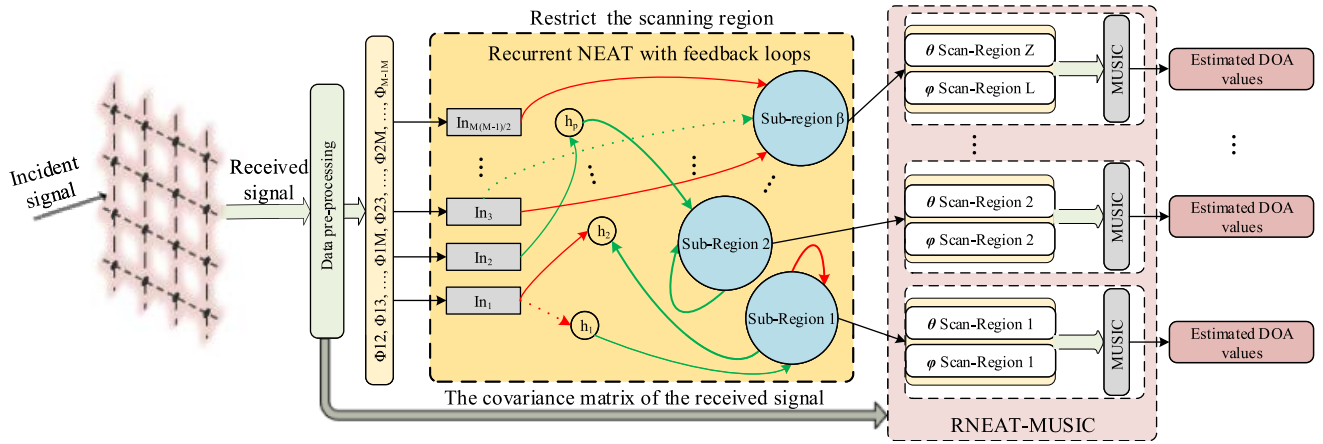 Restrict the scanning region
Recurrent NEAT with feedback loops
Incident
signal
Received
signal
Data pre-processing
Φ12, Φ13, ..., Φ1M, Φ23, ..., Φ2M, ..., ΦM-1M
In_M(M-1)/2
In₃
In₂
In₁
hₚ
h₂
h₁
Sub-region β
Sub-Region 2
Sub-Region 1
θ Scan-Region Z
φ Scan-Region L
MUSIC
Estimated DOA
values
θ Scan-Region 2
φ Scan-Region 2
MUSIC
Estimated DOA
values
θ Scan-Region 1
φ Scan-Region 1
MUSIC
Estimated DOA
values
The covariance matrix of the received signal
RNEAT-MUSIC